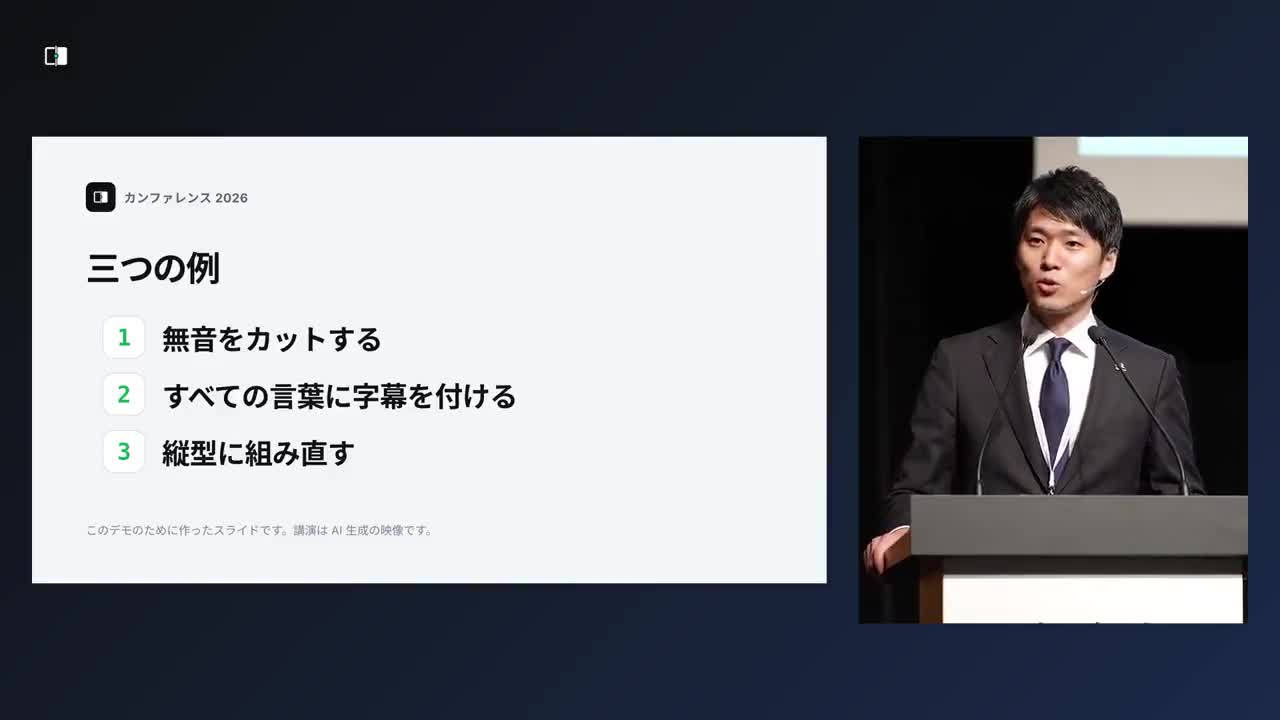 カンファレンス 2026
三つの例
1 無音をカットする
2 すべての言葉に字幕を付ける
3 縦型に組み直す
このデモのために作ったスライドです。講演は AI 生成の映像です。